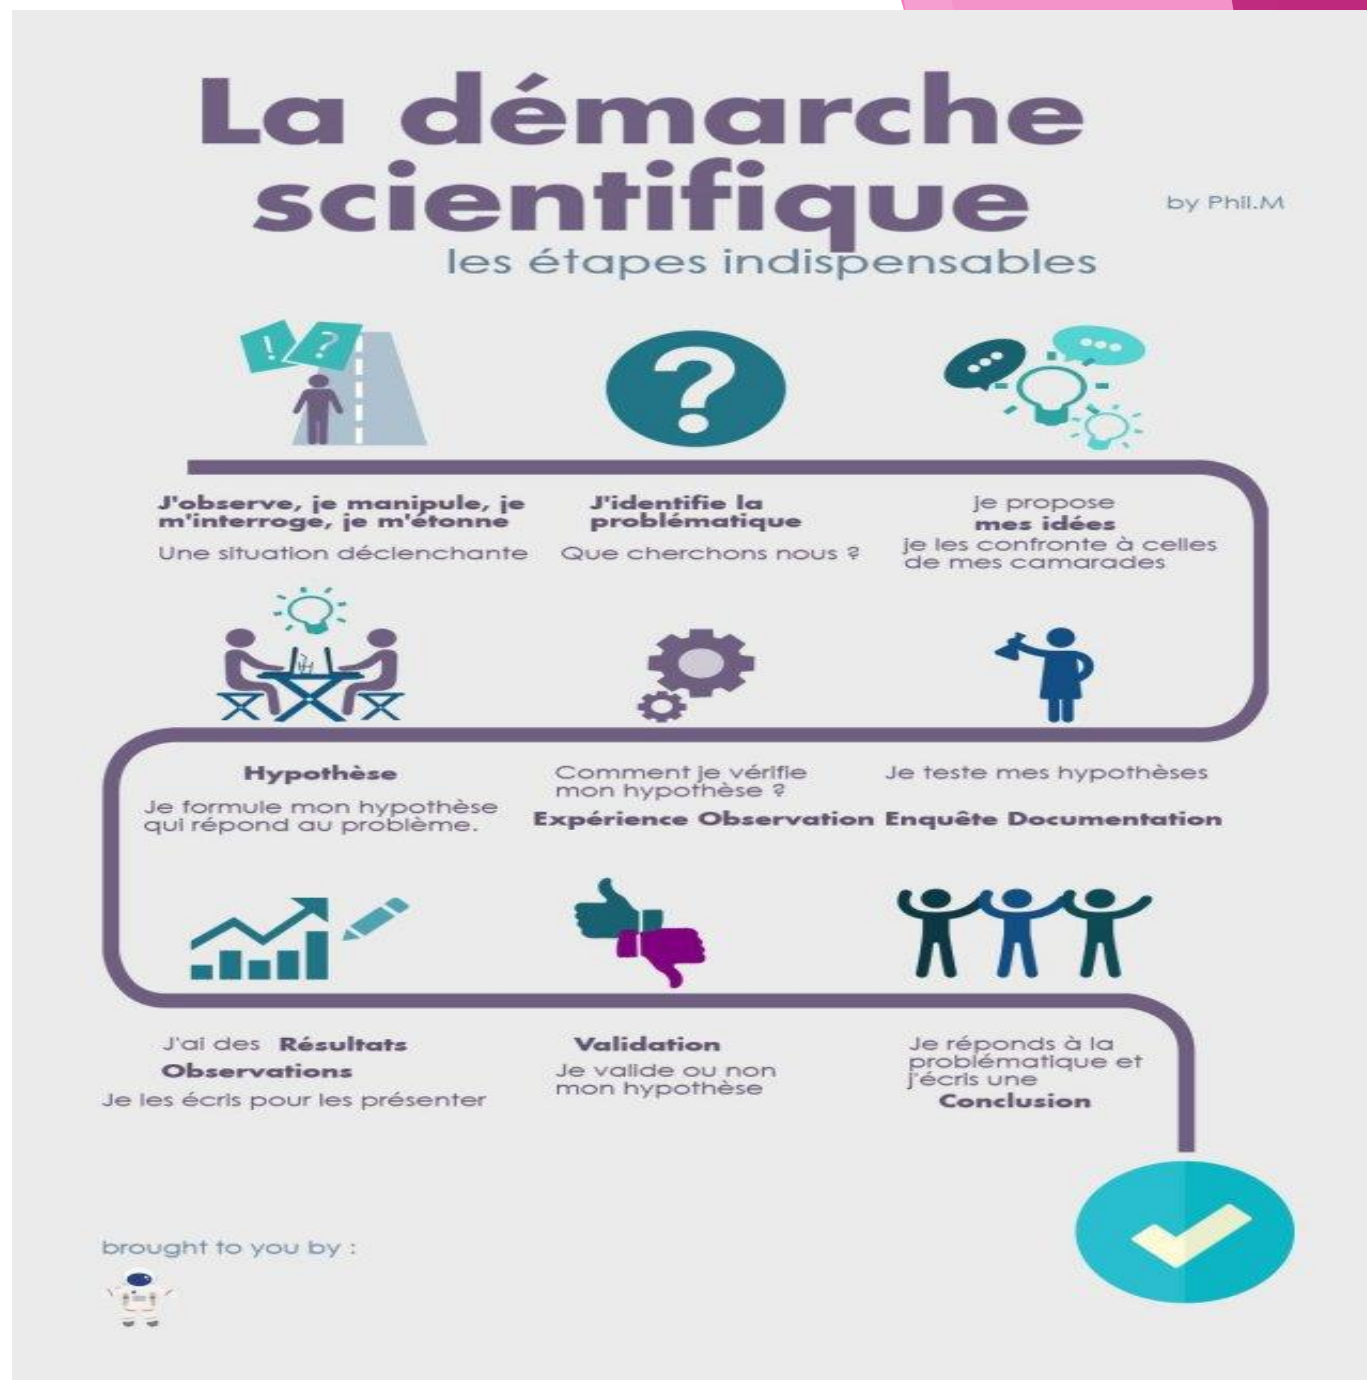 La démarche
scientifique
by Phil.M
les étapes indispensables
! ?
?
J'observe, je manipule, je
m'interroge, je m'étonne
Une situation déclenchante
J'identifie la
problématique
Que cherchons nous ?
je propose
mes idées
je les confronte à celles
de mes camarades
Hypothèse
Je formule mon hypothèse
qui répond au problème.
Comment je vérifie
mon hypothèse ?
Expérience Observation Enquête Documentation
Je teste mes hypothèses
J'ai des Résultats
Observations
Je les écris pour les présenter
Validation
Je valide ou non
mon hypothèse
Je réponds à la
problématique et
j'écris une
Conclusion
brought to you by :